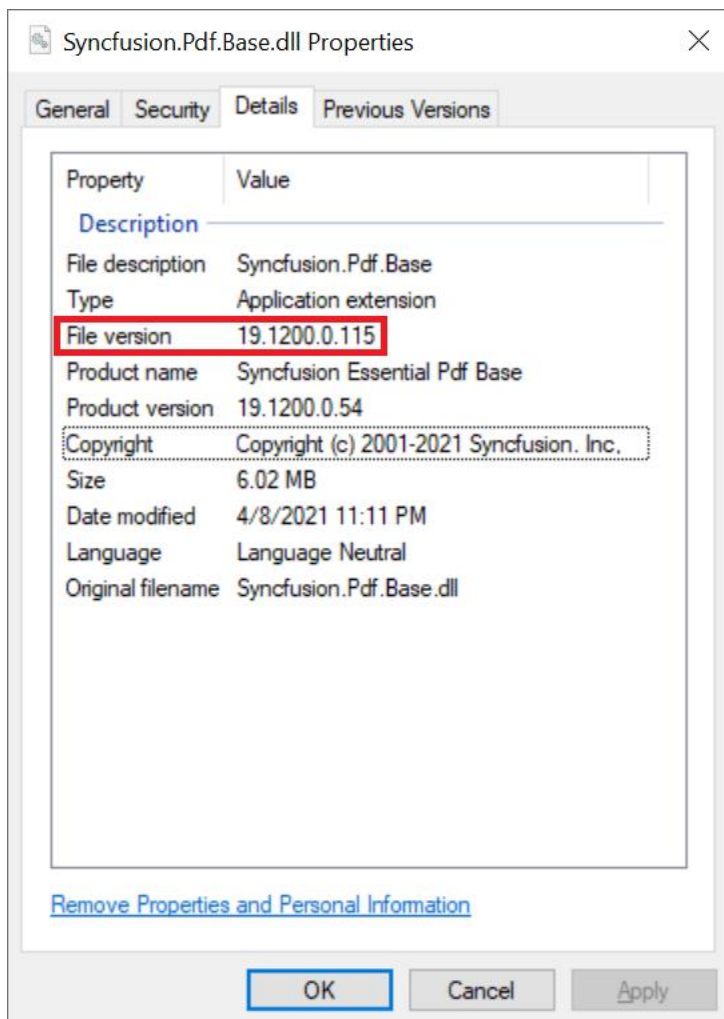 Syncfusion.Pdf.Base.dll Properties
General Security Details Previous Versions
Property Value
Description
File description Syncfusion.Pdf.Base
Type Application extension
File version 19.1200.0.115
Product name Syncfusion Essential Pdf Base
Product version 19.1200.0.54
Copyright Copyright (c) 2001-2021 Syncfusion. Inc,
Size 6.02 MB
Date modified 4/8/2021 11:11 PM
Language Language Neutral
Original filename Syncfusion.Pdf.Base.dll
Remove Properties and Personal Information
OK Cancel Apply